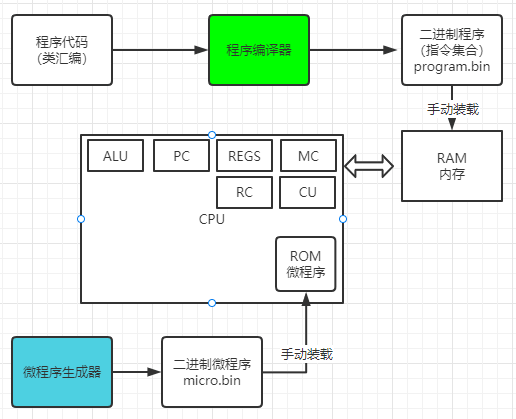 程序代码
（类汇编）
程序编译器
二进制程序
（指令集合）
program.bin
手动装载
RAM
内存
ALU
PC
REGS
MC
RC
CU
CPU
ROM
微程序
手动装载
微程序生成器
二进制微程序
micro.bin